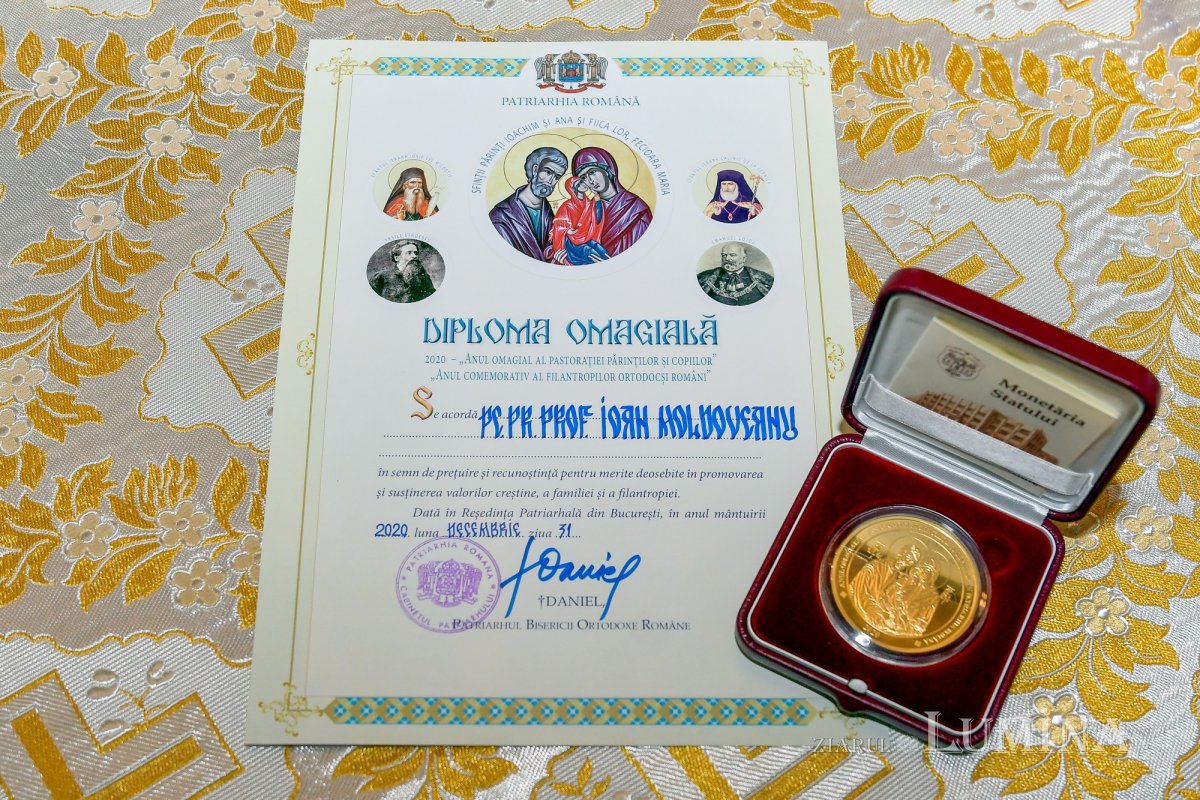 PATRIARHIA ROMÂNĂ
SFINȚII PĂRINȚI IOACHIM ȘI ANA ȘI FIICA LOR, FECIOARA MARIA
DIPLOMA OMAGIALĂ
2020 – „ANUL OMAGIAL AL PASTORAȚIEI PĂRINȚILOR ȘI COPIILOR”
„ANUL COMEMORATIV AL FILANTROPILOR ORTODOCȘI ROMÂNI”
Se acordă PC. PR. PROF. IOAN MOLDOVEANU
în semn de prețuire și recunoștință pentru merite deosebite în promovarea
și susținerea valorilor creștine, a familiei și a filantropiei.
Dată în Reședința Patriarhală din București, în anul mântuirii
2020 luna DECEMBRIE ziua 31
PATRIARHIA ROMANA
CABINETUL PATRIARHULUI
†Daniel
†DANIEL,
PATRIARHUL BISERICII ORTODOXE ROMÂNE
Monetăria
Statului
ZIARUL LUMINA